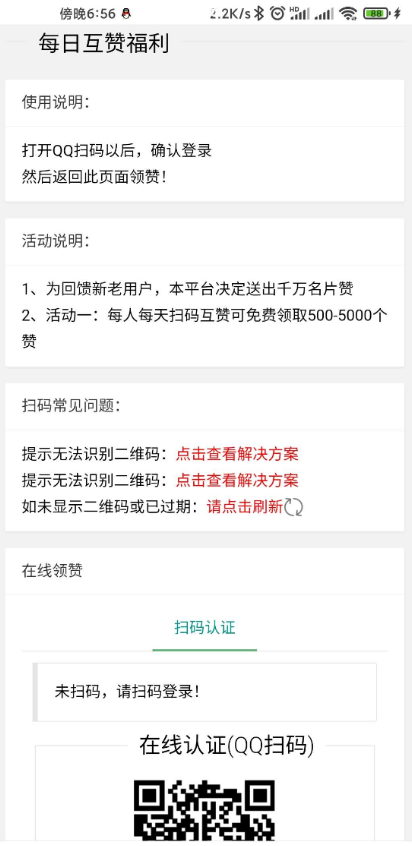 傍晚6:56 2.2K/s HD 88
每日互赞福利
使用说明：
打开QQ扫码以后，确认登录
然后返回此页面领赞！
活动说明：
1、为回馈新老用户，本平台决定送出千万名片赞
2、活动一：每人每天扫码互赞可免费领取500-5000个
赞
扫码常见问题：
提示无法识别二维码：点击查看解决方案
提示无法识别二维码：点击查看解决方案
如未显示二维码或已过期：请点击刷新
在线领赞
扫码认证
未扫码，请扫码登录！
在线认证(QQ扫码)